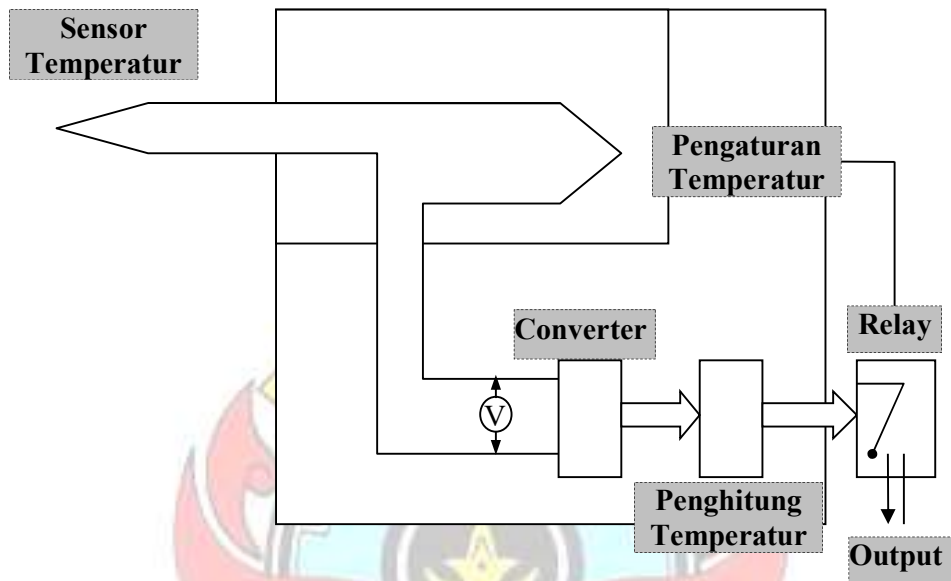 Sensor
Temperatur
Pengaturan
Temperatur
Converter
Relay
V
Penghitung
Temperatur
Output